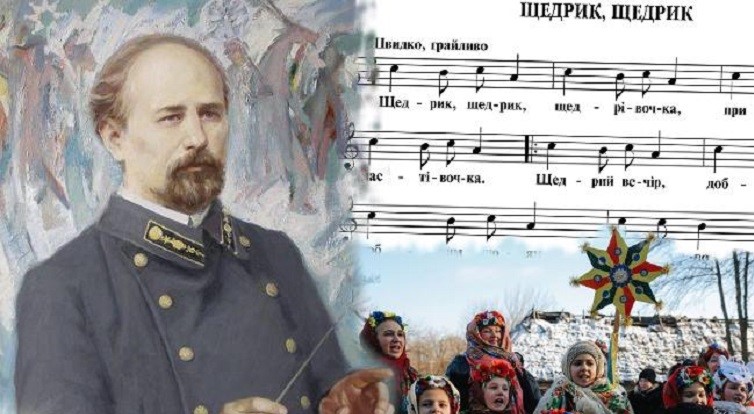 ЩЕДРИК, ЩЕДРИК
Швидко, грайливо
Щед - рик, щед-рик, щед - рі-воч-ка, при
ас - ті-воч-ка. Щед - рий ве-чір, доб -